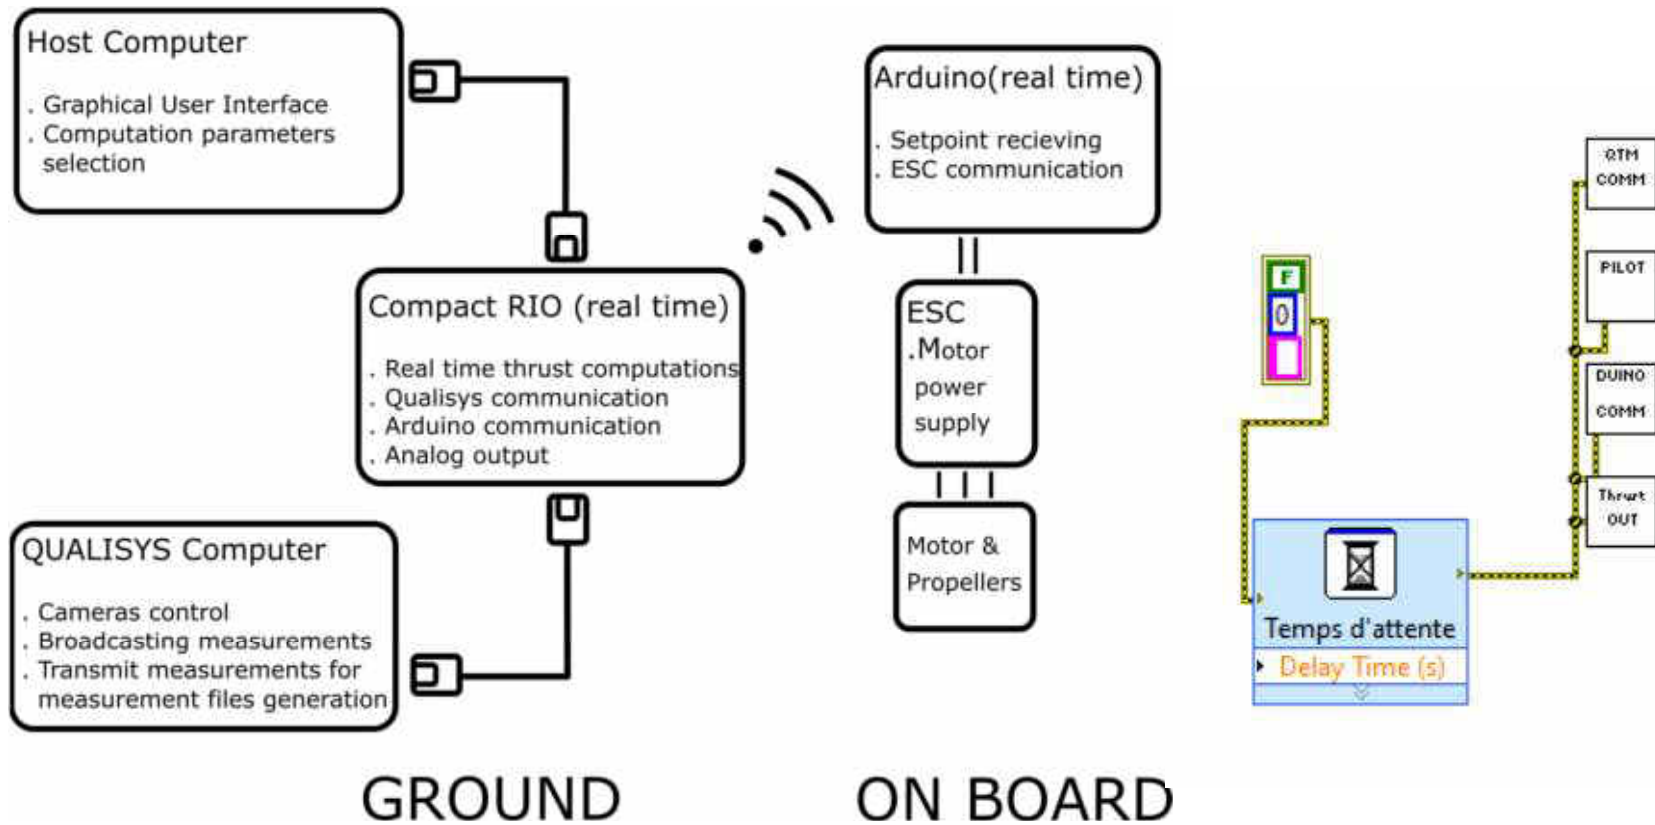 Host Computer
. Graphical User Interface
. Computation parameters
selection
Compact RIO (real time)
. Real time thrust computations
. Qualisys communication
. Arduino communication
. Analog output
QUALISYS Computer
. Cameras control
. Broadcasting measurements
. Transmit measurements for
measurement files generation
GROUND
Arduino(real time)
. Setpoint recieving
. ESC communication
ESC
.Motor
power
supply
Motor &
Propellers
ON BOARD
F
0
Temps d'attente
Delay Time (s)
QTM
COMM
PILOT
DUINO
COMM
Thrust
OUT